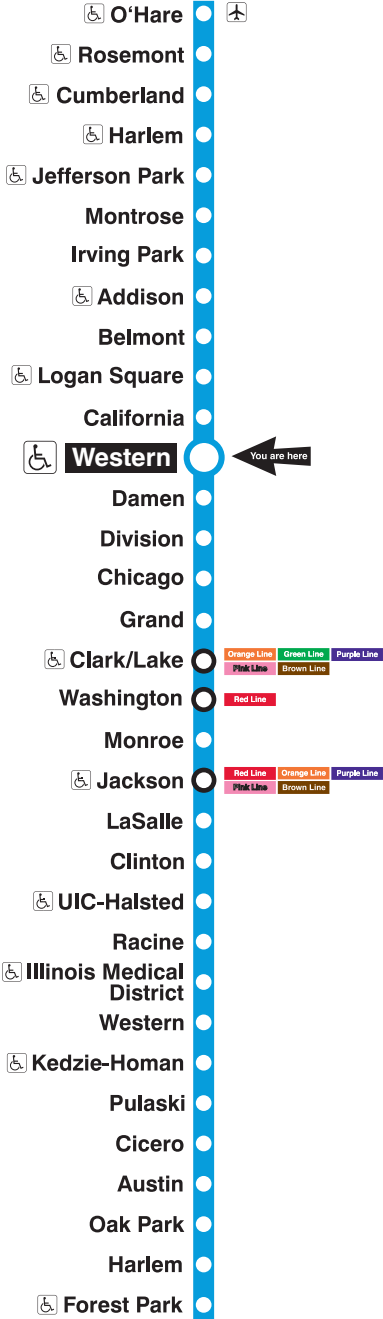 O‘Hare
Rosemont
Cumberland
Harlem
Jefferson Park
Montrose
Irving Park
Addison
Belmont
Logan Square
California
Western
You are here
Damen
Division
Chicago
Grand
Clark/Lake
Orange Line Green Line Purple Line
Pink Line Brown Line
Washington
Red Line
Monroe
Jackson
Red Line Orange Line Purple Line
Pink Line Brown Line
LaSalle
Clinton
UIC-Halsted
Racine
Illinois Medical
District
Western
Kedzie-Homan
Pulaski
Cicero
Austin
Oak Park
Harlem
Forest Park